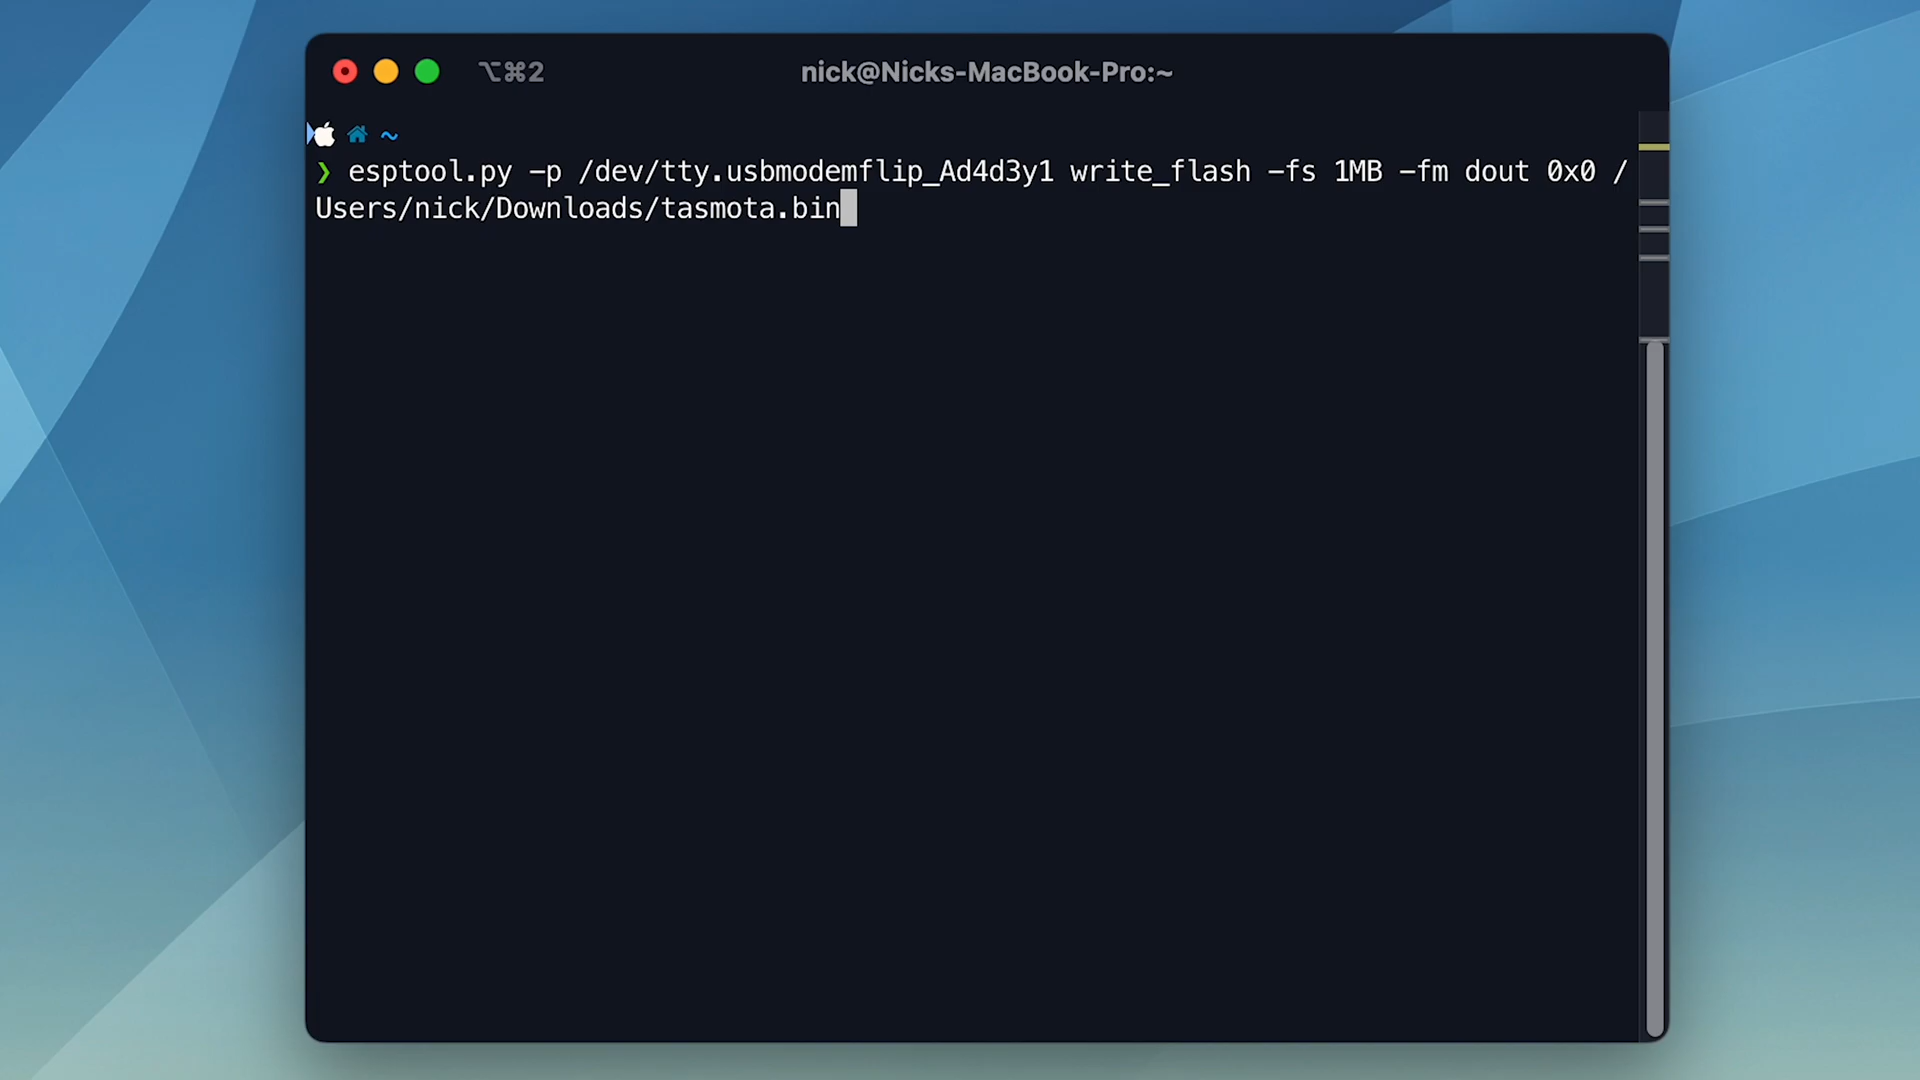 ⌥⌘2
nick@Nicks-MacBook-Pro:~
~
❯ esptool.py -p /dev/tty.usbmodemflip_Ad4d3y1 write_flash -fs 1MB -fm dout 0x0 /
Users/nick/Downloads/tasmota.bin